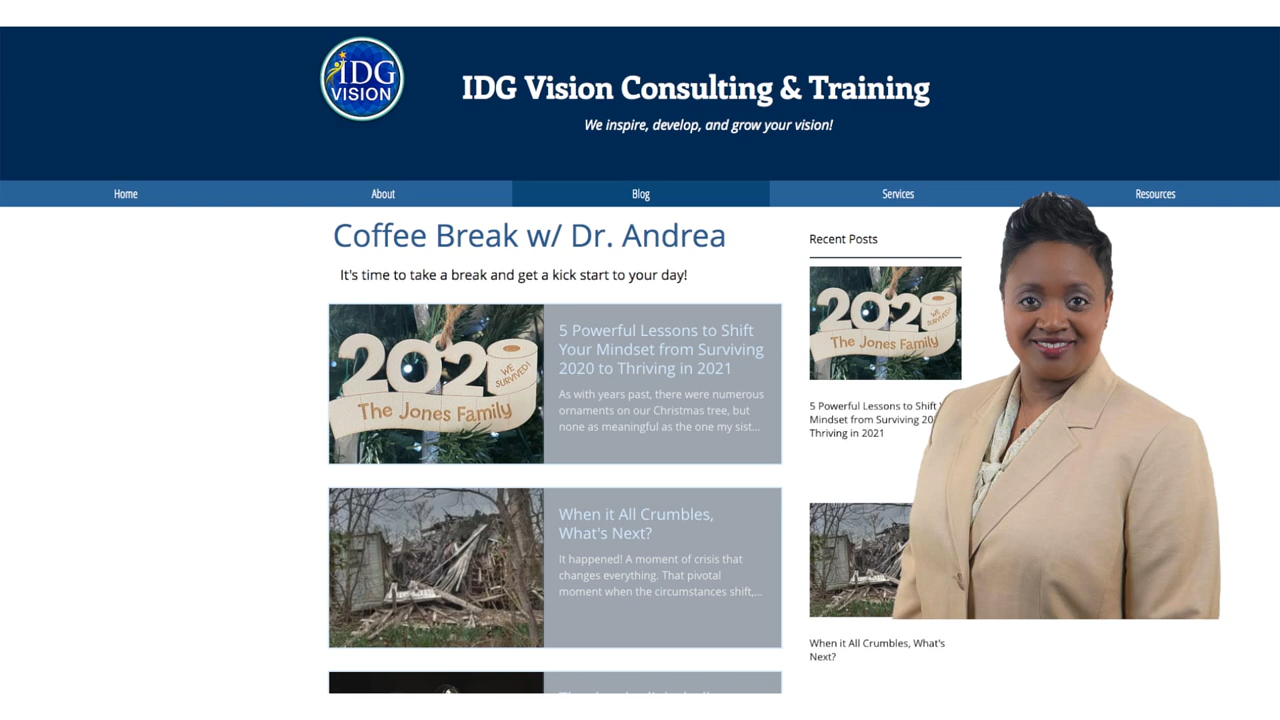 IDG
VISION
IDG Vision Consulting & Training
We inspire, develop, and grow your vision!
Home
About
Blog
Services
Resources
Coffee Break w/ Dr. Andrea
It's time to take a break and get a kick start to your day!
2020
WE
SURVIVED!
The Jones Family
5 Powerful Lessons to Shift
Your Mindset from Surviving
2020 to Thriving in 2021
As with years past, there were numerous
ornaments on our Christmas tree, but
none as meaningful as the one my sist...
When it All Crumbles,
What's Next?
It happened! A moment of crisis that
changes everything. That pivotal
moment when the circumstances shift,...
Recent Posts
2020
WE
SURVIVED!
The Jones Family
5 Powerful Lessons to Shift
Mindset from Surviving
Thriving in 2021
When it All Crumbles, What's
Next?